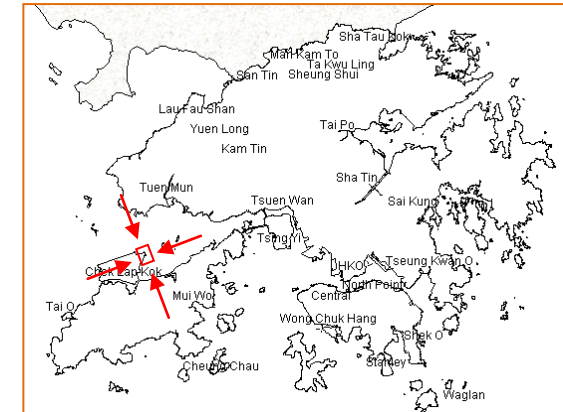 Sha Tau Kok
Man Kam To
Ta Kwu Ling
San Tin
Sheung Shui
Lau Fau Shan
Yuen Long
Tai Po
Kam Tin
Sha Tin
Tuen Mun
Tsuen Wan
Sai Kung
Tsing Yi
HKO
Tseung Kwan O
Chek Lap Kok
North Point
Mui Wo
Central
Tai O
Wong Chuk Hang
Shek O
Cheung Chau
Stanley
Waglan